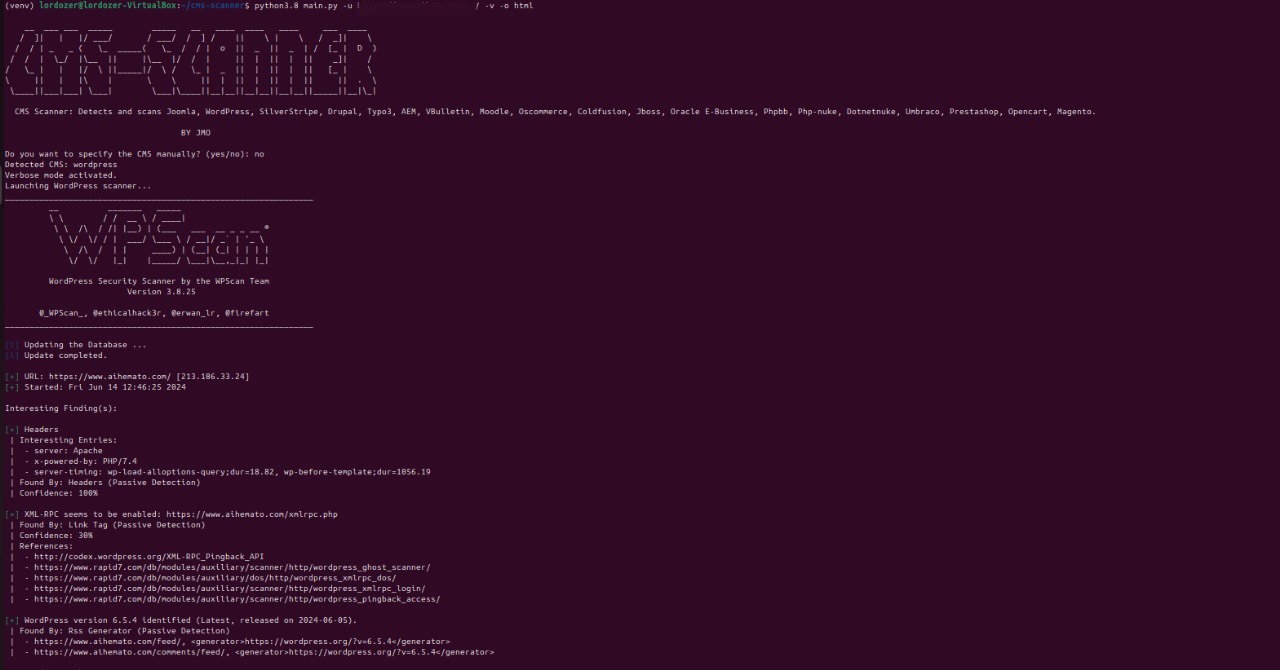 (venv) lordozer@lordozer-VirtualBox:~/cms-scanner$ python3.8 main.py -u / -v -o html
CMS-SCANNER
CMS Scanner: Detects and scans Joomla, WordPress, SilverStripe, Drupal, Typo3, AEM, VBulletin, Moodle, Oscommerce, Coldfusion, Jboss, Oracle E-Business, Phpbb, Php-nuke, Dotnetnuke, Umbraco, Prestashop, Opencart, Magento.
BY JMO
Do you want to specify the CMS manually? (yes/no): no
Detected CMS: wordpress
Verbose mode activated.
Launching WordPress scanner...
WPScan ®
WordPress Security Scanner by the WPScan Team
Version 3.8.25
@_WPScan_, @ethicalhack3r, @erwan_lr, @firefart
[i] Updating the Database ...
[i] Update completed.
[+] URL: https://www.aihemato.com/ [213.186.33.24]
[+] Started: Fri Jun 14 12:46:25 2024
Interesting Finding(s):
[+] Headers
| Interesting Entries:
|  - server: Apache
|  - x-powered-by: PHP/7.4
|  - server-timing: wp-load-alloptions-query;dur=18.82, wp-before-template;dur=1056.19
| Found By: Headers (Passive Detection)
| Confidence: 100%
[+] XML-RPC seems to be enabled: https://www.aihemato.com/xmlrpc.php
| Found By: Link Tag (Passive Detection)
| Confidence: 30%
| References:
|  - http://codex.wordpress.org/XML-RPC_Pingback_API
|  - https://www.rapid7.com/db/modules/auxiliary/scanner/http/wordpress_ghost_scanner/
|  - https://www.rapid7.com/db/modules/auxiliary/dos/http/wordpress_xmlrpc_dos/
|  - https://www.rapid7.com/db/modules/auxiliary/scanner/http/wordpress_xmlrpc_login/
|  - https://www.rapid7.com/db/modules/auxiliary/scanner/http/wordpress_pingback_access/
[+] WordPress version 6.5.4 identified (Latest, released on 2024-06-05).
| Found By: Rss Generator (Passive Detection)
|  - https://www.aihemato.com/feed/, <generator>https://wordpress.org/?v=6.5.4</generator>
|  - https://www.aihemato.com/comments/feed/, <generator>https://wordpress.org/?v=6.5.4</generator>